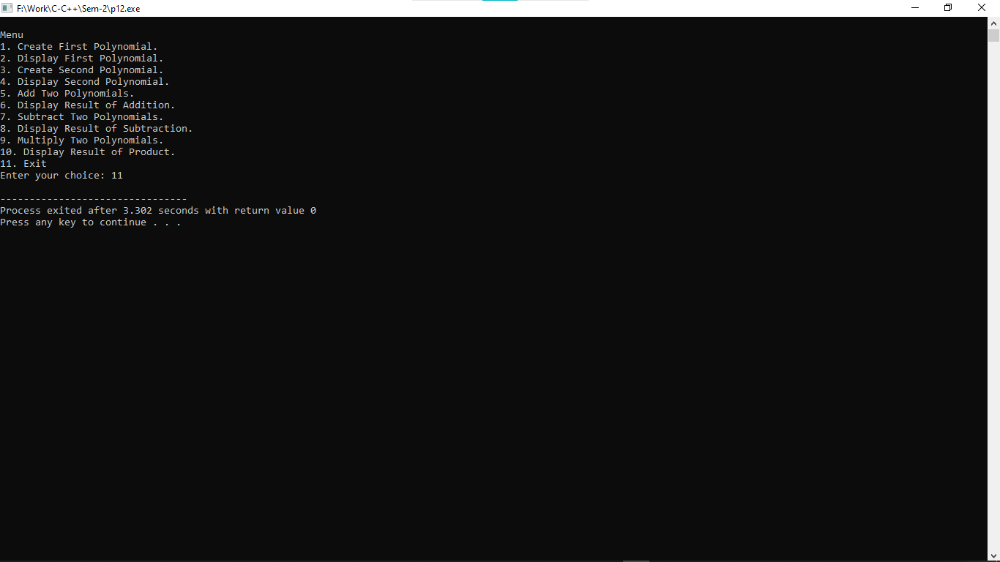 F:\Work\C-C++\Sem-2\p12.exe
Menu
1. Create First Polynomial.
2. Display First Polynomial.
3. Create Second Polynomial.
4. Display Second Polynomial.
5. Add Two Polynomials.
6. Display Result of Addition.
7. Subtract Two Polynomials.
8. Display Result of Subtraction.
9. Multiply Two Polynomials.
10. Display Result of Product.
11. Exit
Enter your choice: 11
--------------------------------
Process exited after 3.302 seconds with return value 0
Press any key to continue . . .